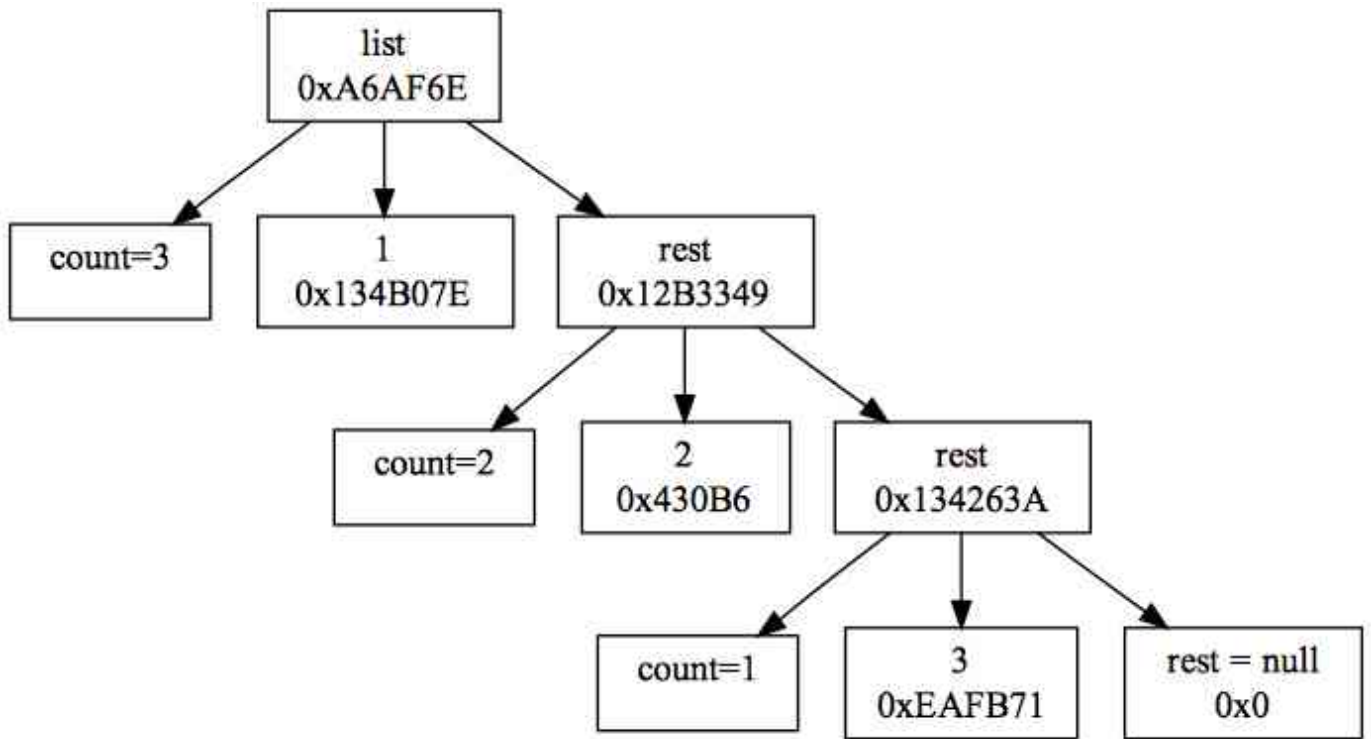 list
0xA6AF6E
count=3
1
0x134B07E
rest
0x12B3349
count=2
2
0x430B6
rest
0x134263A
count=1
3
0xEAFB71
rest = null
0x0